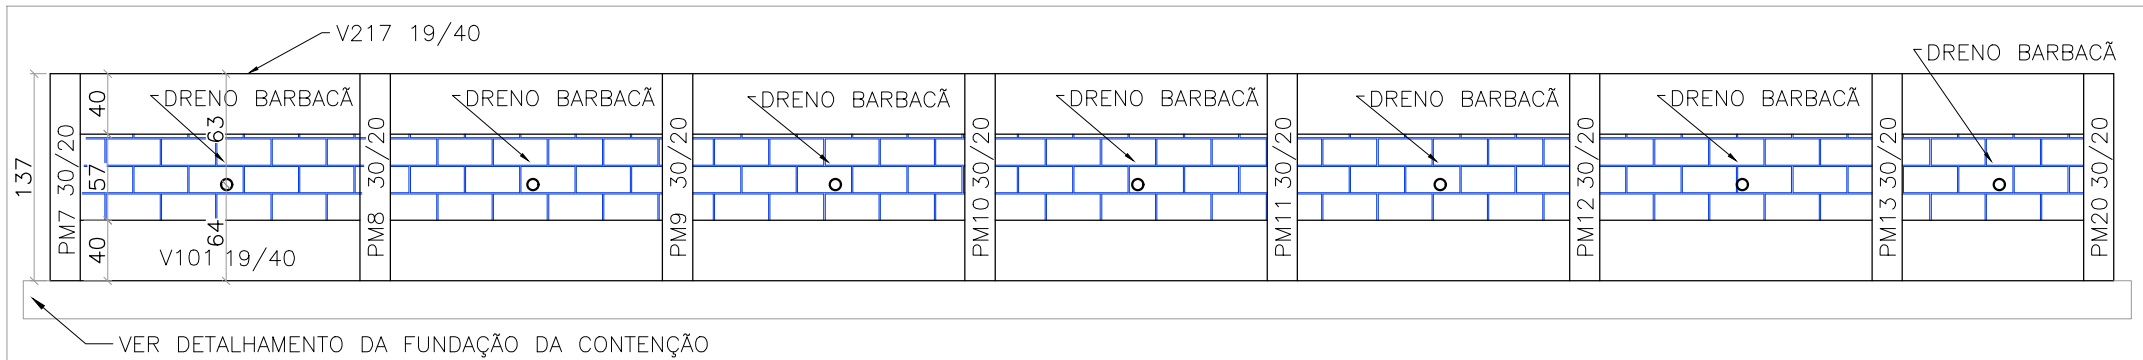 V217 19/40
DRENO BARBACÃ
DRENO BARBACÃ
DRENO BARBACÃ
DRENO BARBACÃ
DRENO BARBACÃ
DRENO BARBACÃ
DRENO BARBACÃ
137
40
57
40
63
64
PM7 30/20
PM8 30/20
PM9 30/20
PM10 30/20
PM11 30/20
PM12 30/20
PM13 30/20
PM20 30/20
V101 19/40
VER DETALHAMENTO DA FUNDAÇÃO DA CONTENÇÃO